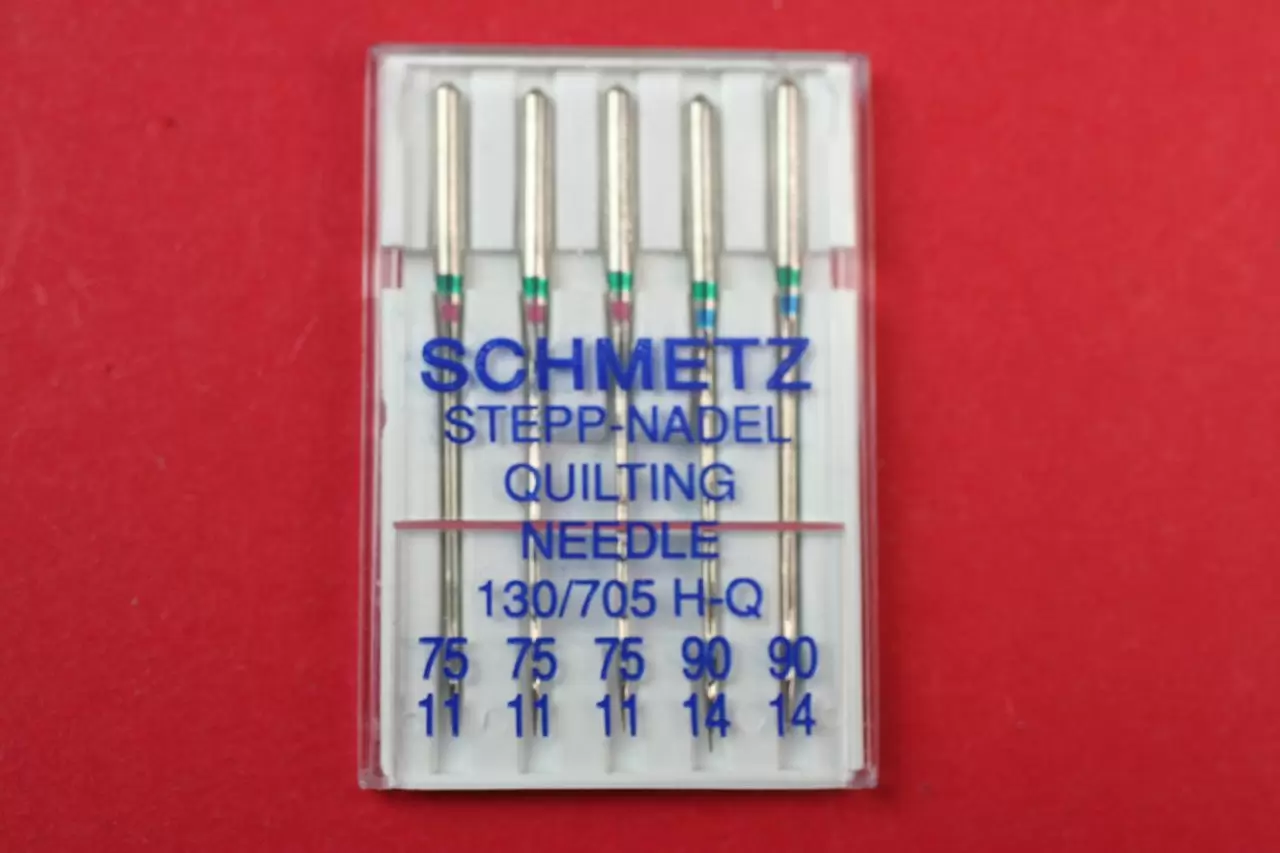 SCHMETZ
STEPP-NADEL
QUILTING
NEEDLE
130/705 H-Q
75 75 75 90 90
11 11 11 14 14